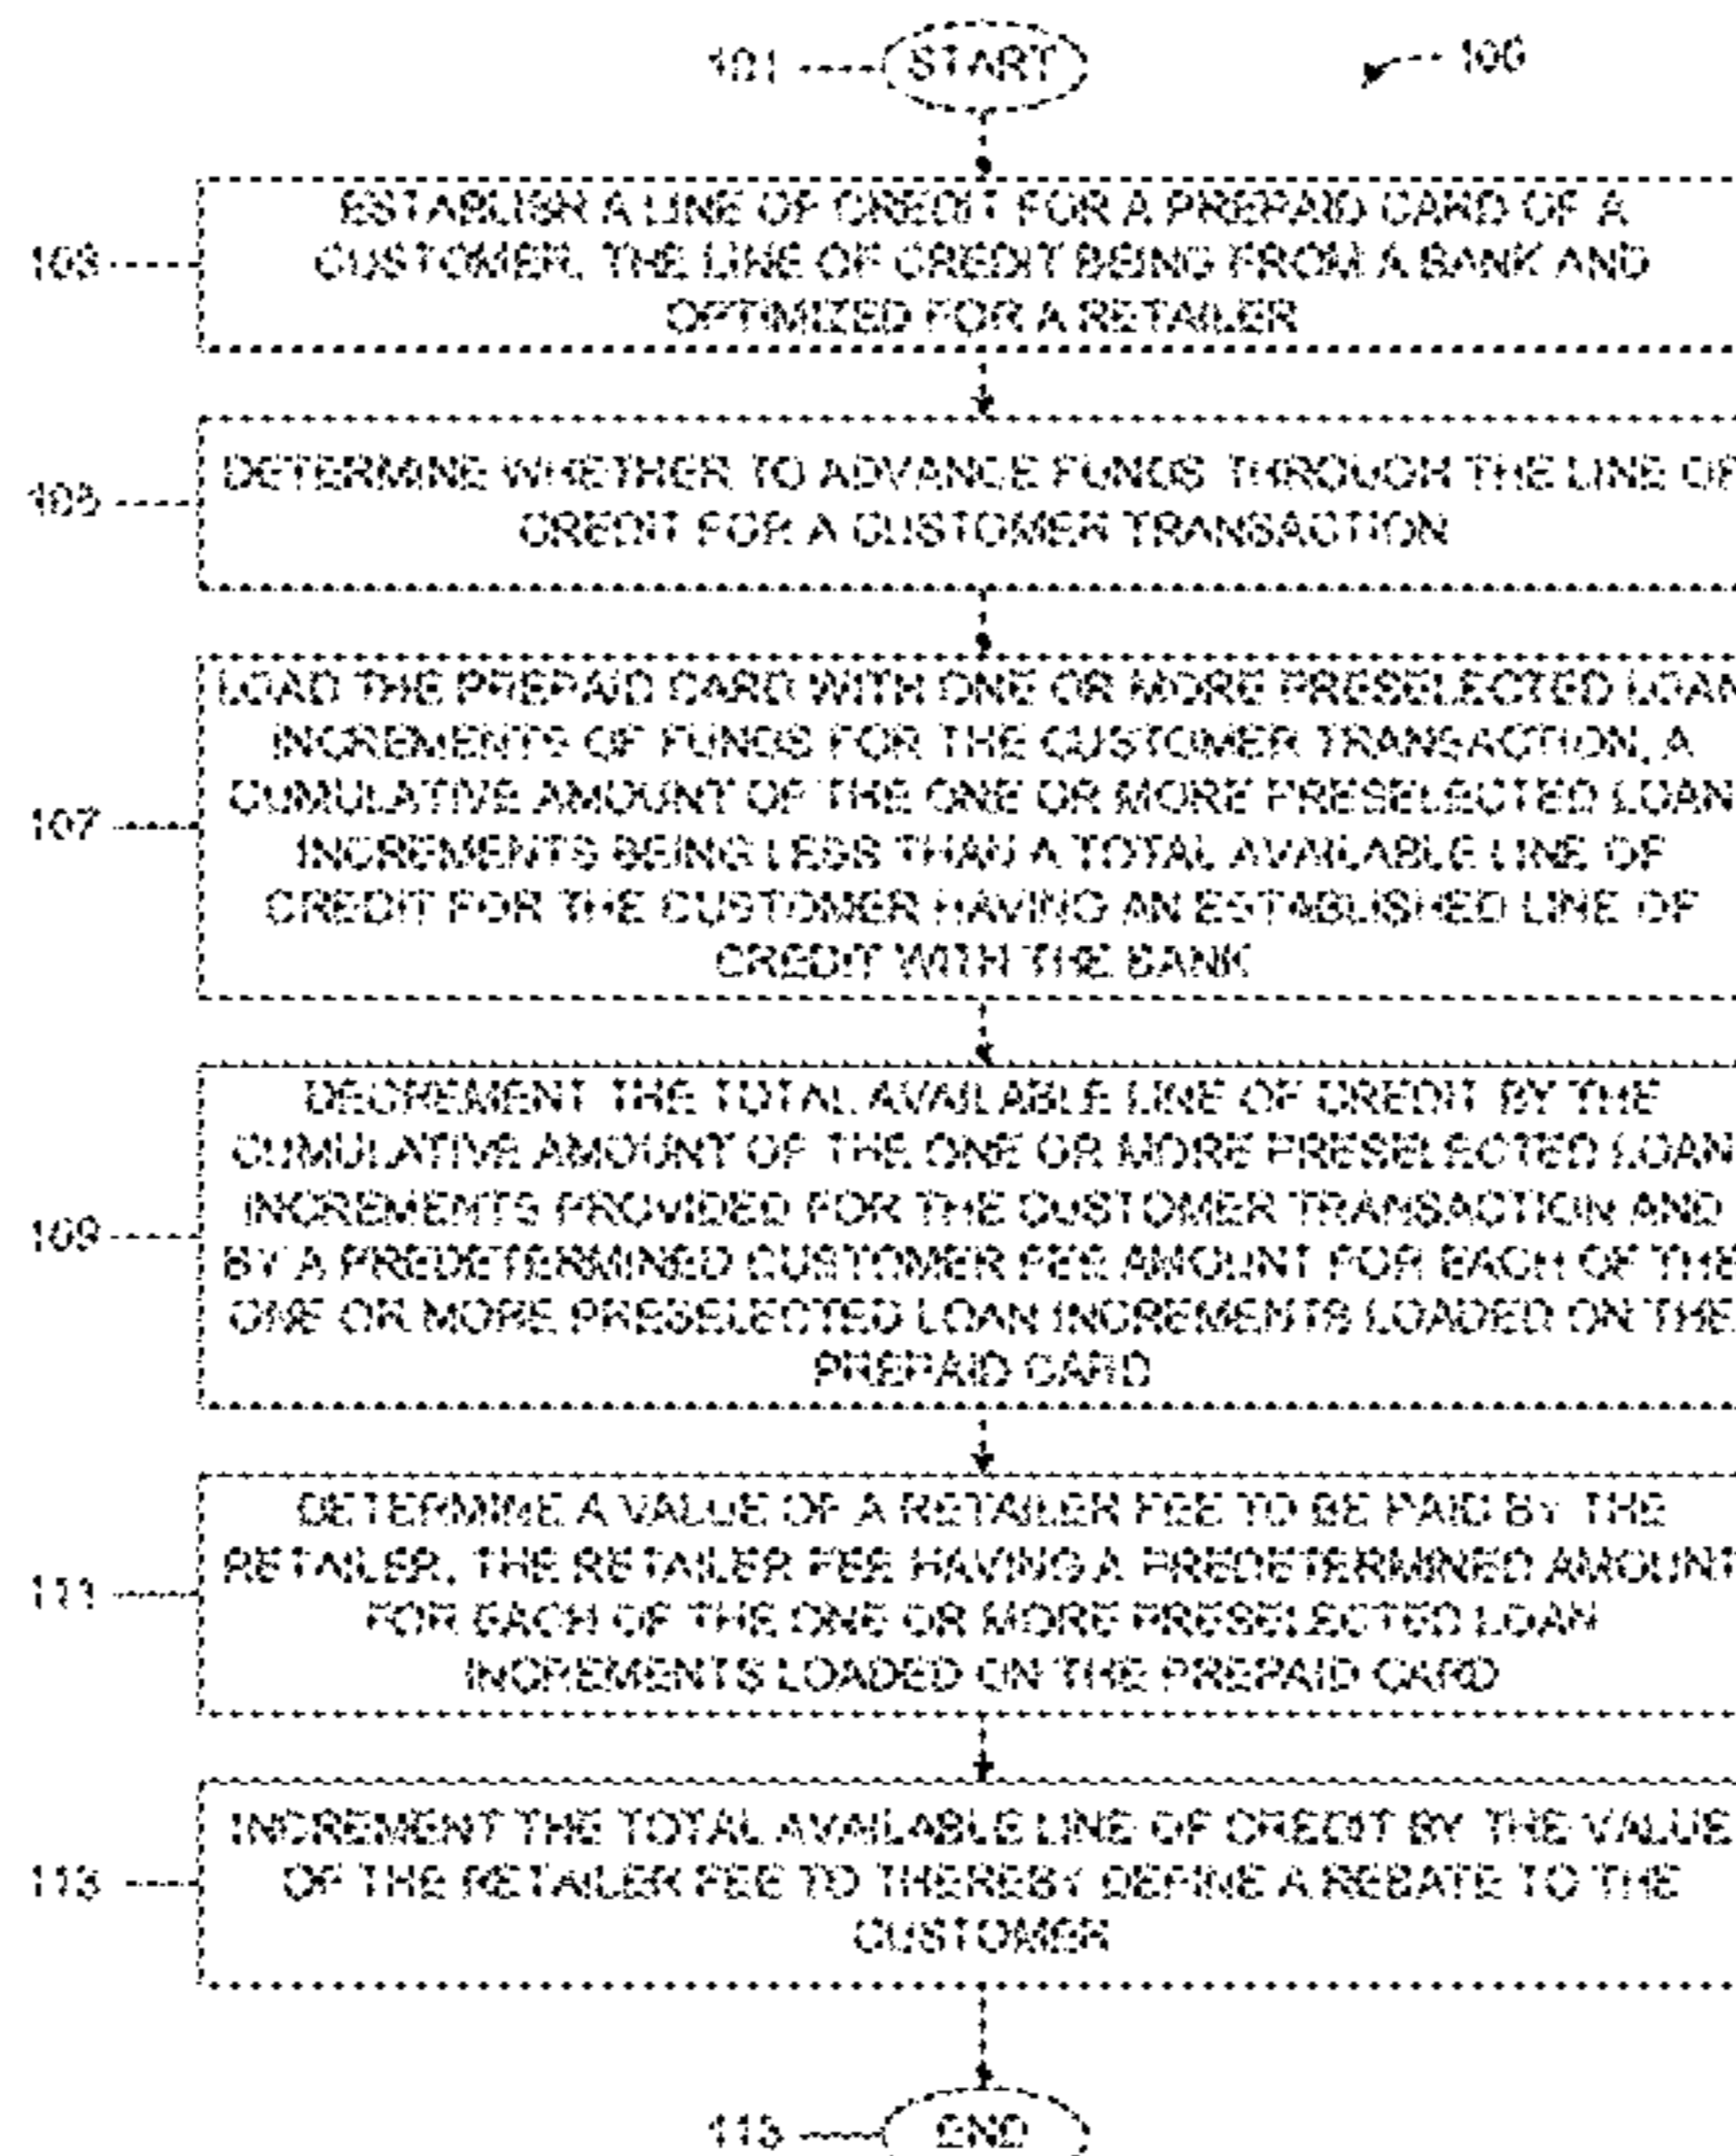 101 START
100
103
ESTABLISH A LINE OF CREDIT FOR A PREPAID CARD OF A
CUSTOMER, THE LINE OF CREDIT BEING FROM A BANK AND
OPTIMIZED FOR A RETAILER
105
DETERMINE WHETHER TO ADVANCE FUNDS THROUGH THE LINE OF
CREDIT FOR A CUSTOMER TRANSACTION
107
LOAD THE PREPAID CARD WITH ONE OR MORE PRESELECTED LOAN
INCREMENTS OF FUNDS FOR THE CUSTOMER TRANSACTION, A
CUMULATIVE AMOUNT OF THE ONE OR MORE PRESELECTED LOAN
INCREMENTS BEING LESS THAN A TOTAL AVAILABLE LINE OF
CREDIT FOR THE CUSTOMER HAVING AN ESTABLISHED LINE OF
CREDIT WITH THE BANK
109
DECREMENT THE TOTAL AVAILABLE LINE OF CREDIT BY THE
CUMULATIVE AMOUNT OF THE ONE OR MORE PRESELECTED LOAN
INCREMENTS PROVIDED FOR THE CUSTOMER TRANSACTION AND
BY A PREDETERMINED CUSTOMER FEE AMOUNT FOR EACH OF THE
ONE OR MORE PRESELECTED LOAN INCREMENTS LOADED ON THE
PREPAID CARD
111
DETERMINE A VALUE OF A RETAILER FEE TO BE PAID BY THE
RETAILER, THE RETAILER FEE HAVING A PREDETERMINED AMOUNT
FOR EACH OF THE ONE OR MORE PRESELECTED LOAN
INCREMENTS LOADED ON THE PREPAID CARD
113
INCREMENT THE TOTAL AVAILABLE LINE OF CREDIT BY THE VALUE
OF THE RETAILER FEE TO THEREBY DEFINE A REBATE TO THE
CUSTOMER
115 END